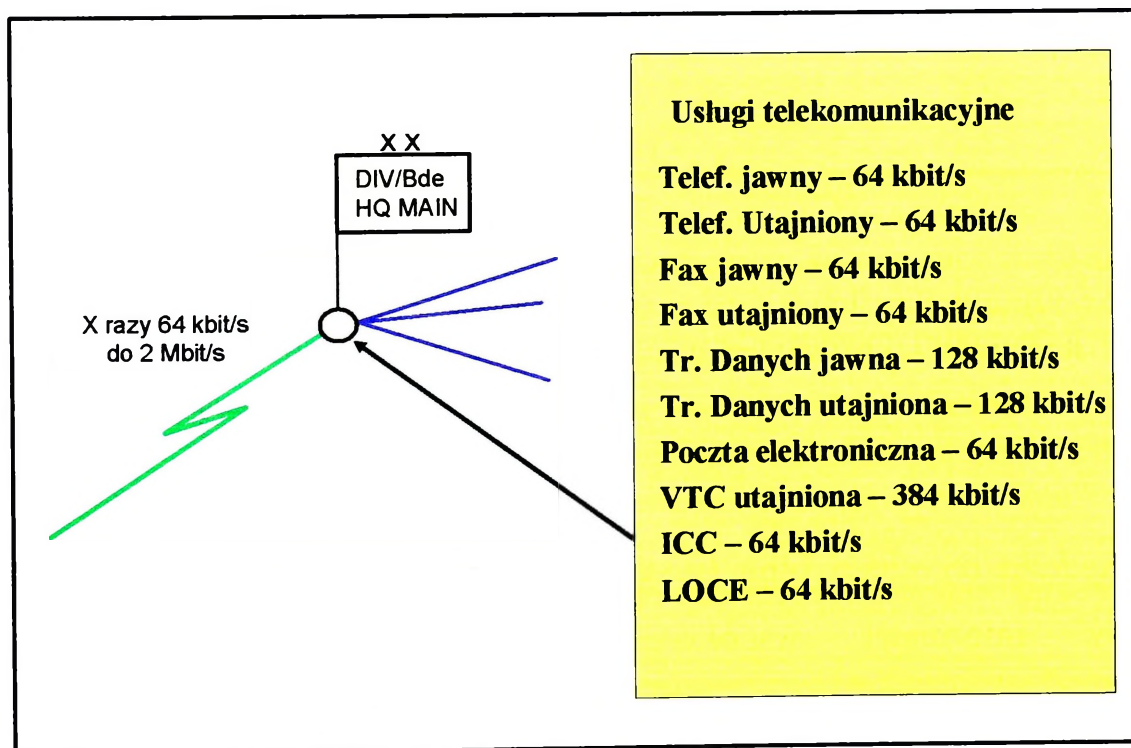 X X
DIV/Bde
HQ MAIN
X razy 64 kbit/s
do 2 Mbit/s
Usługi telekomunikacyjne
Telef. jawny – 64 kbit/s
Telef. Utajniony – 64 kbit/s
Fax jawny – 64 kbit/s
Fax utajniony – 64 kbit/s
Tr. Danych jawna – 128 kbit/s
Tr. Danych utajniona – 128 kbit/s
Poczta elektroniczna – 64 kbit/s
VTC utajniona – 384 kbit/s
ICC – 64 kbit/s
LOCE – 64 kbit/s